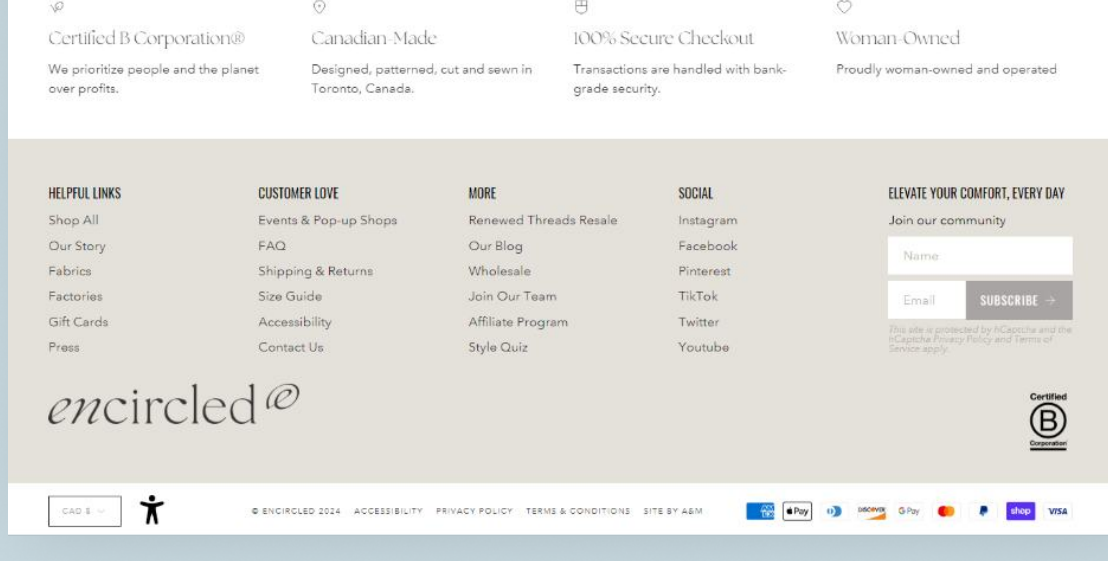 Certified B Corporation®
We prioritize people and the planet
over profits.
Canadian-Made
Designed, patterned, cut and sewn in
Toronto, Canada.
100% Secure Checkout
Transactions are handled with bank-
grade security.
Woman-Owned
Proudly woman-owned and operated
HELPFUL LINKS
Shop All
Our Story
Fabrics
Factories
Gift Cards
Press
CUSTOMER LOVE
Events & Pop-up Shops
FAQ
Shipping & Returns
Size Guide
Accessibility
Contact Us
MORE
Renewed Threads Resale
Our Blog
Wholesale
Join Our Team
Affiliate Program
Style Quiz
SOCIAL
Instagram
Facebook
Pinterest
TikTok
Twitter
Youtube
ELEVATE YOUR COMFORT, EVERY DAY
Join our community
Name
Email
SUBSCRIBE →
This site is protected by hCaptcha and the
hCaptcha Privacy Policy and Terms of
Service apply.
encircled
Certified
B
Corporation
CAD $
© ENCIRCLED 2024 ACCESSIBILITY PRIVACY POLICY TERMS & CONDITIONS SITE BY A&M
AM EX Pay DISCOVER G Pay P shop VISA